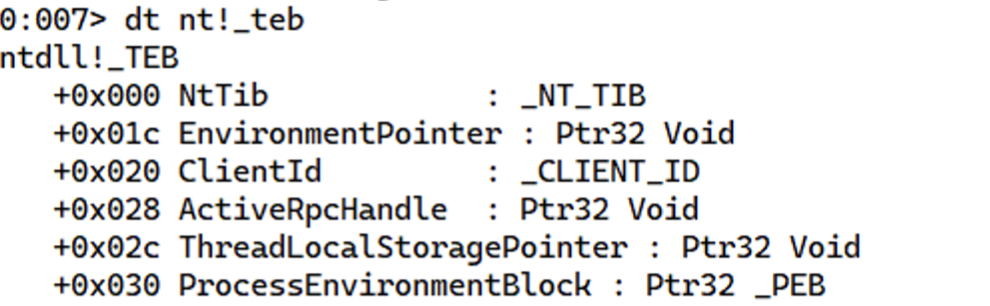 0:007> dt nt!_teb
ntdll!_TEB
   +0x000 NtTib            : _NT_TIB
   +0x01c EnvironmentPointer : Ptr32 Void
   +0x020 ClientId         : _CLIENT_ID
   +0x028 ActiveRpcHandle  : Ptr32 Void
   +0x02c ThreadLocalStoragePointer : Ptr32 Void
   +0x030 ProcessEnvironmentBlock : Ptr32 _PEB